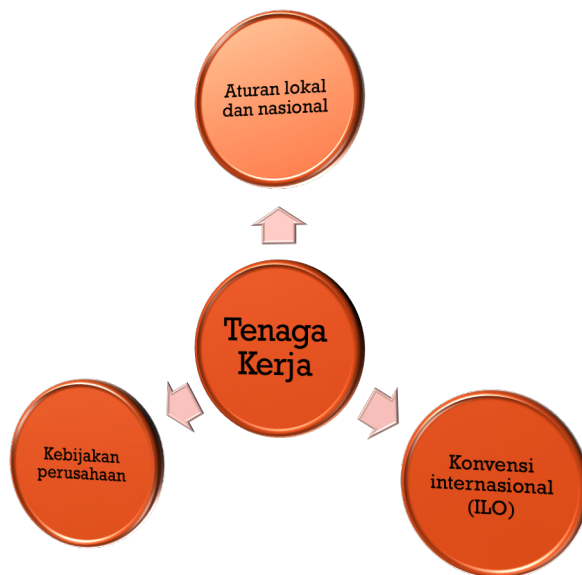 Aturan lokal
dan nasional
Tenaga
Kerja
Kebijakan
perusahaan
Konvensi
internasional
(ILO)